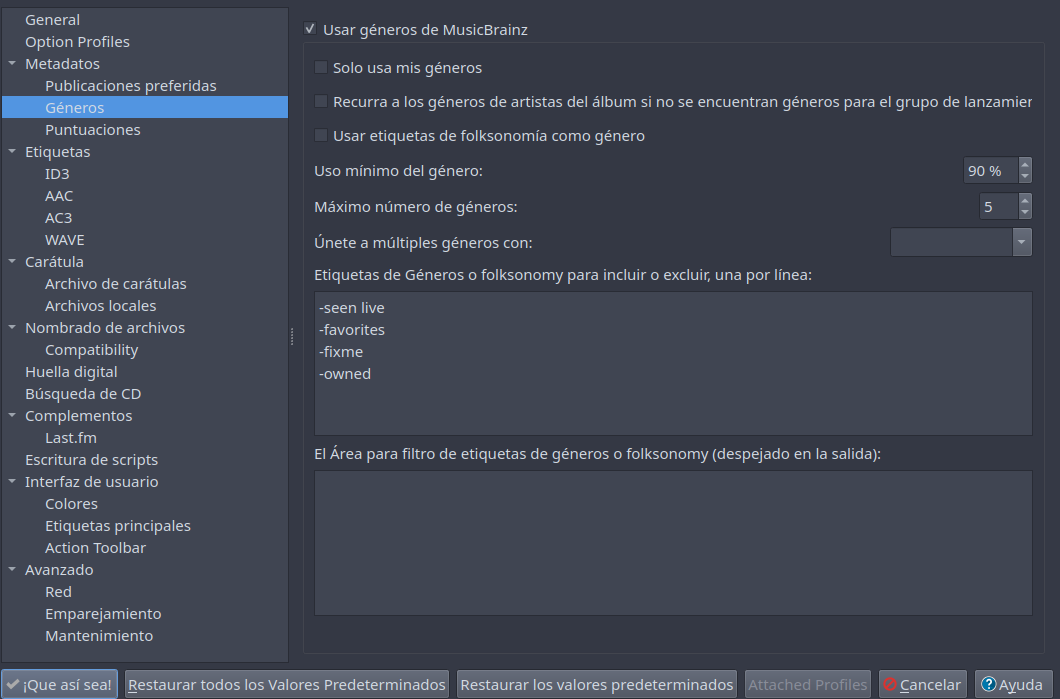 General
Option Profiles
Metadatos
Publicaciones preferidas
Géneros
Puntuaciones
Etiquetas
ID3
AAC
AC3
WAVE
Carátula
Archivo de carátulas
Archivos locales
Nombrado de archivos
Compatibility
Huella digital
Búsqueda de CD
Complementos
Last.fm
Escritura de scripts
Interfaz de usuario
Colores
Etiquetas principales
Action Toolbar
Avanzado
Red
Emparejamiento
Mantenimiento
Usar géneros de MusicBrainz
Solo usa mis géneros
Recurra a los géneros de artistas del álbum si no se encuentran géneros para el grupo de lanzamier
Usar etiquetas de folksonomía como género
Uso mínimo del género: 90 %
Máximo número de géneros: 5
Únete a múltiples géneros con:
Etiquetas de Géneros o folksonomy para incluir o excluir, una por línea:
-seen live
-favorites
-fixme
-owned
El Área para filtro de etiquetas de géneros o folksonomy (despejado en la salida):
¡Que así sea! Restaurar todos los Valores Predeterminados Restaurar los valores predeterminados Attached Profiles Cancelar Ayuda